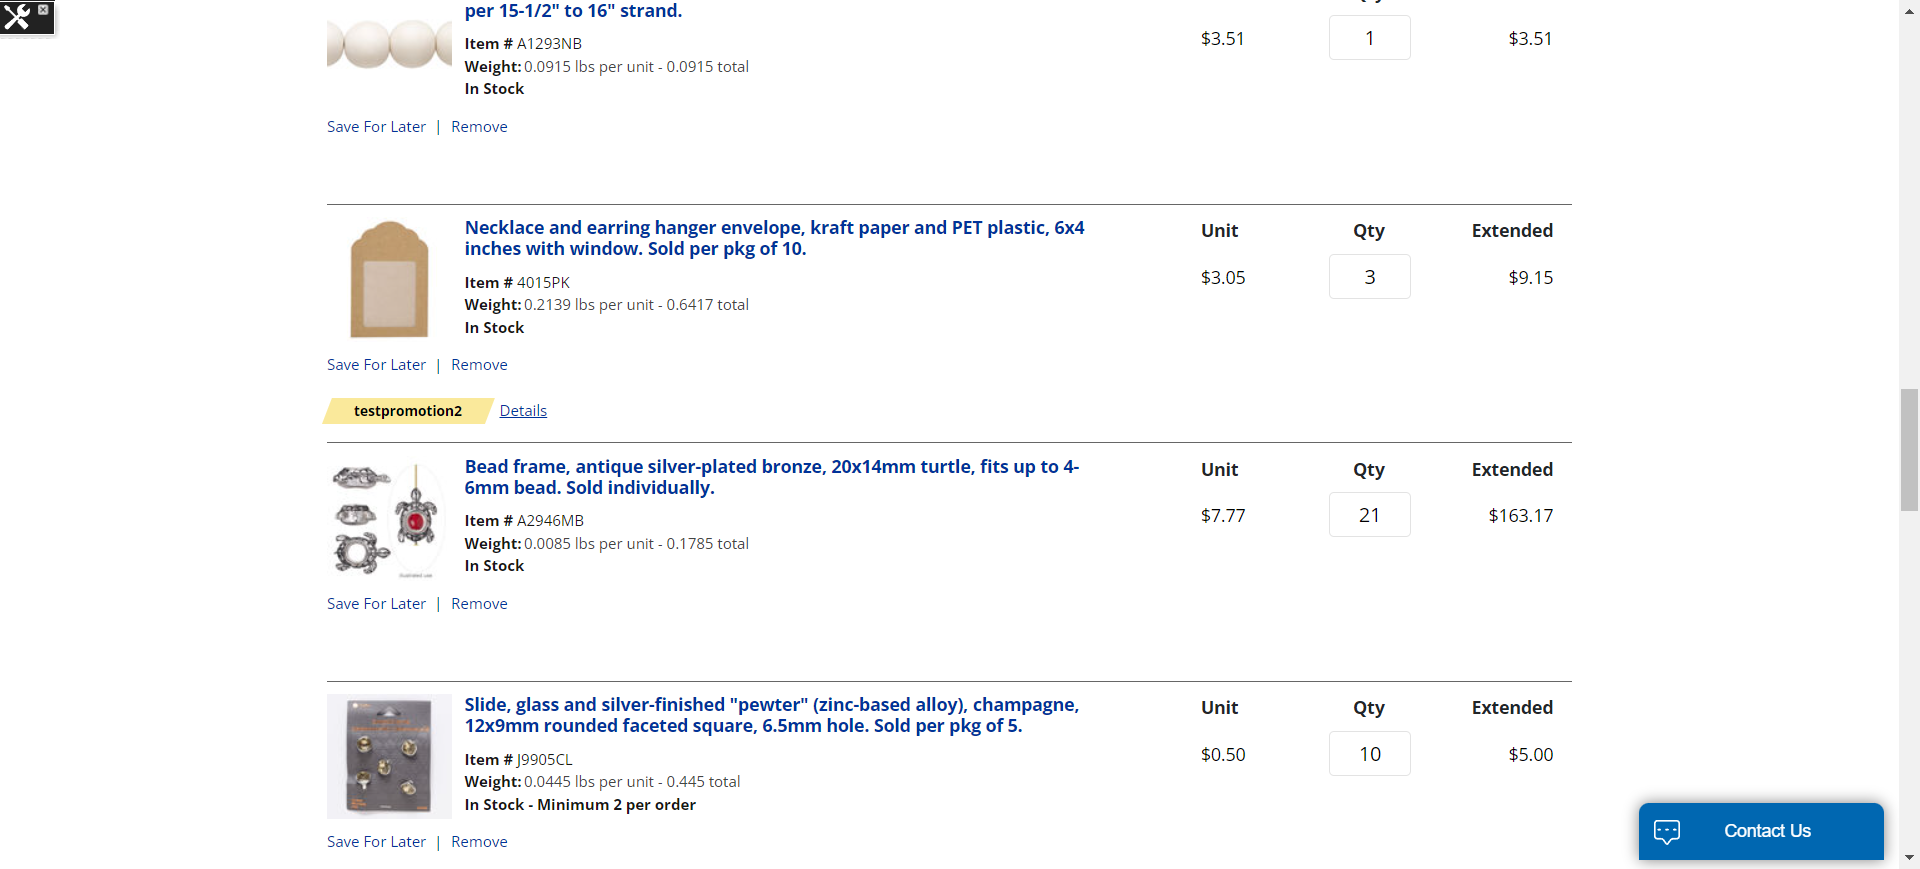 per 15-1/2" to 16" strand.
Item # A1293NB
Weight: 0.0915 lbs per unit - 0.0915 total
In Stock
$3.51 1 $3.51
Save For Later | Remove
Necklace and earring hanger envelope, kraft paper and PET plastic, 6x4
inches with window. Sold per pkg of 10.
Item # 4015PK
Weight: 0.2139 lbs per unit - 0.6417 total
In Stock
Unit Qty Extended
$3.05 3 $9.15
Save For Later | Remove
testpromotion2 Details
Bead frame, antique silver-plated bronze, 20x14mm turtle, fits up to 4-
6mm bead. Sold individually.
Item # A2946MB
Weight: 0.0085 lbs per unit - 0.1785 total
In Stock
Unit Qty Extended
$7.77 21 $163.17
illustrated use
Save For Later | Remove
Slide, glass and silver-finished "pewter" (zinc-based alloy), champagne,
12x9mm rounded faceted square, 6.5mm hole. Sold per pkg of 5.
Item # J9905CL
Weight: 0.0445 lbs per unit - 0.445 total
In Stock - Minimum 2 per order
Unit Qty Extended
$0.50 10 $5.00
Save For Later | Remove
Contact Us